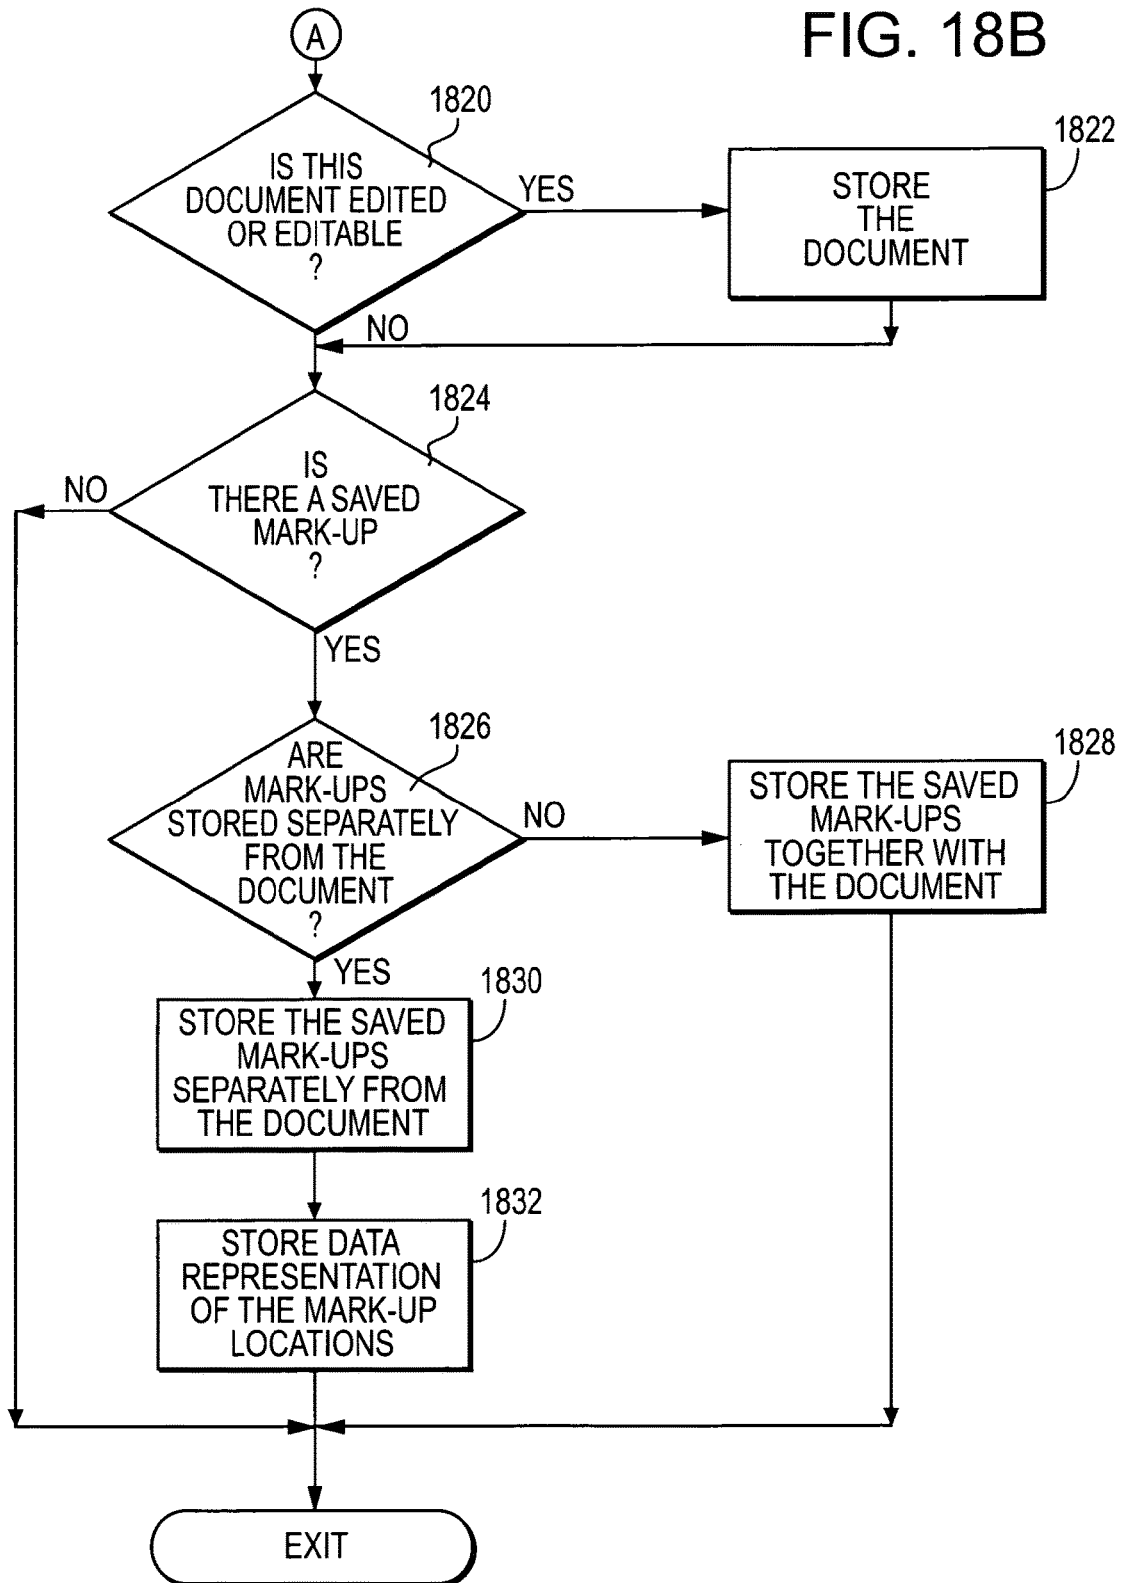 FIG. 18B
A
1820
IS THIS
DOCUMENT EDITED
OR EDITABLE
?
YES
1822
STORE
THE
DOCUMENT
NO
1824
IS
THERE A SAVED
MARK-UP
?
NO
YES
1826
ARE
MARK-UPS
STORED SEPARATELY
FROM THE
DOCUMENT
?
NO
1828
STORE THE SAVED
MARK-UPS
TOGETHER WITH
THE DOCUMENT
YES
1830
STORE THE SAVED
MARK-UPS
SEPARATELY FROM
THE DOCUMENT
1832
STORE DATA
REPRESENTATION
OF THE MARK-UP
LOCATIONS
EXIT